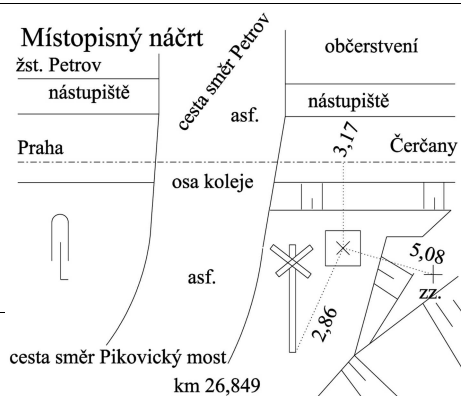 Místopisný náčrt
žst. Petrov
cesta směr Petrov
občerstvení
nástupiště
asf.
nástupiště
3,17
Praha
Čerčany
osa koleje
asf.
5,08
zz.
2,86
cesta směr Pikovický most
km 26,849